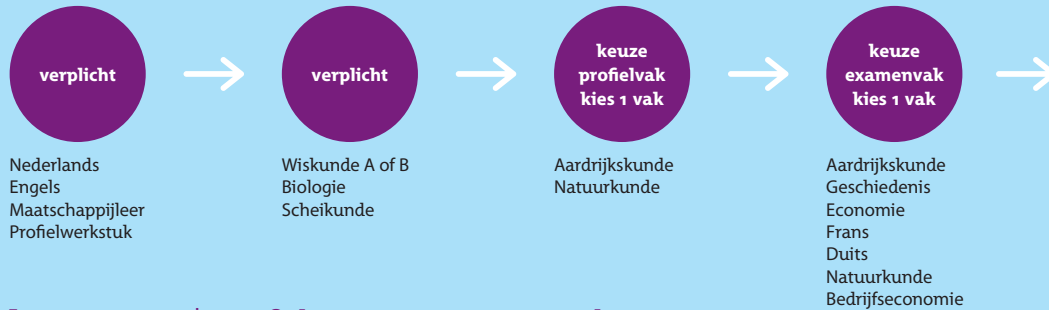 verplicht
verplicht
keuze
profielvak
kies 1 vak
keuze
examenvak
kies 1 vak
Nederlands
Engels
Maatschappijleer
Profielwerkstuk
Wiskunde A of B
Biologie
Scheikunde
Aardrijkskunde
Natuurkunde
Aardrijkskunde
Geschiedenis
Economie
Frans
Duits
Natuurkunde
Bedrijfseconomie